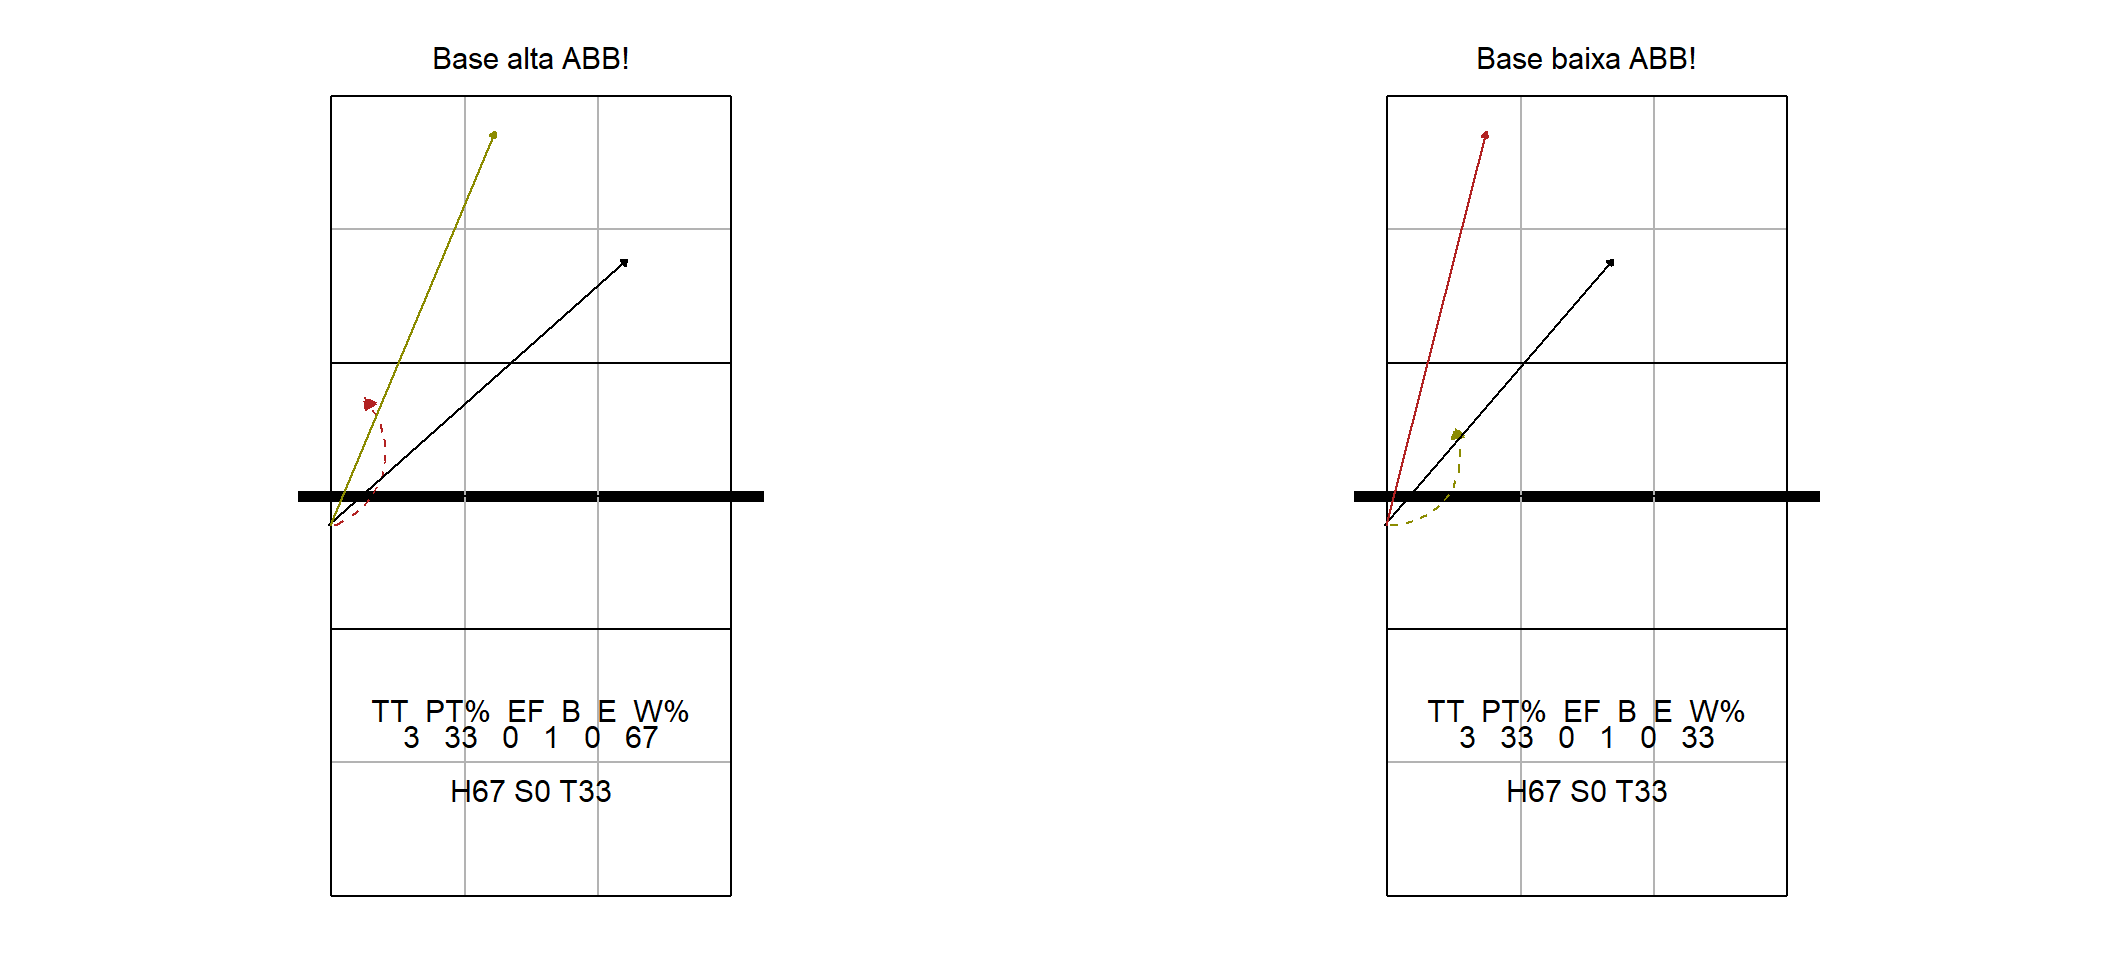 Base alta ABB!
TT PT% EF B E W%
3 33 0 1 0 67
H67 S0 T33
Base baixa ABB!
TT PT% EF B E W%
3 33 0 1 0 33
H67 S0 T33